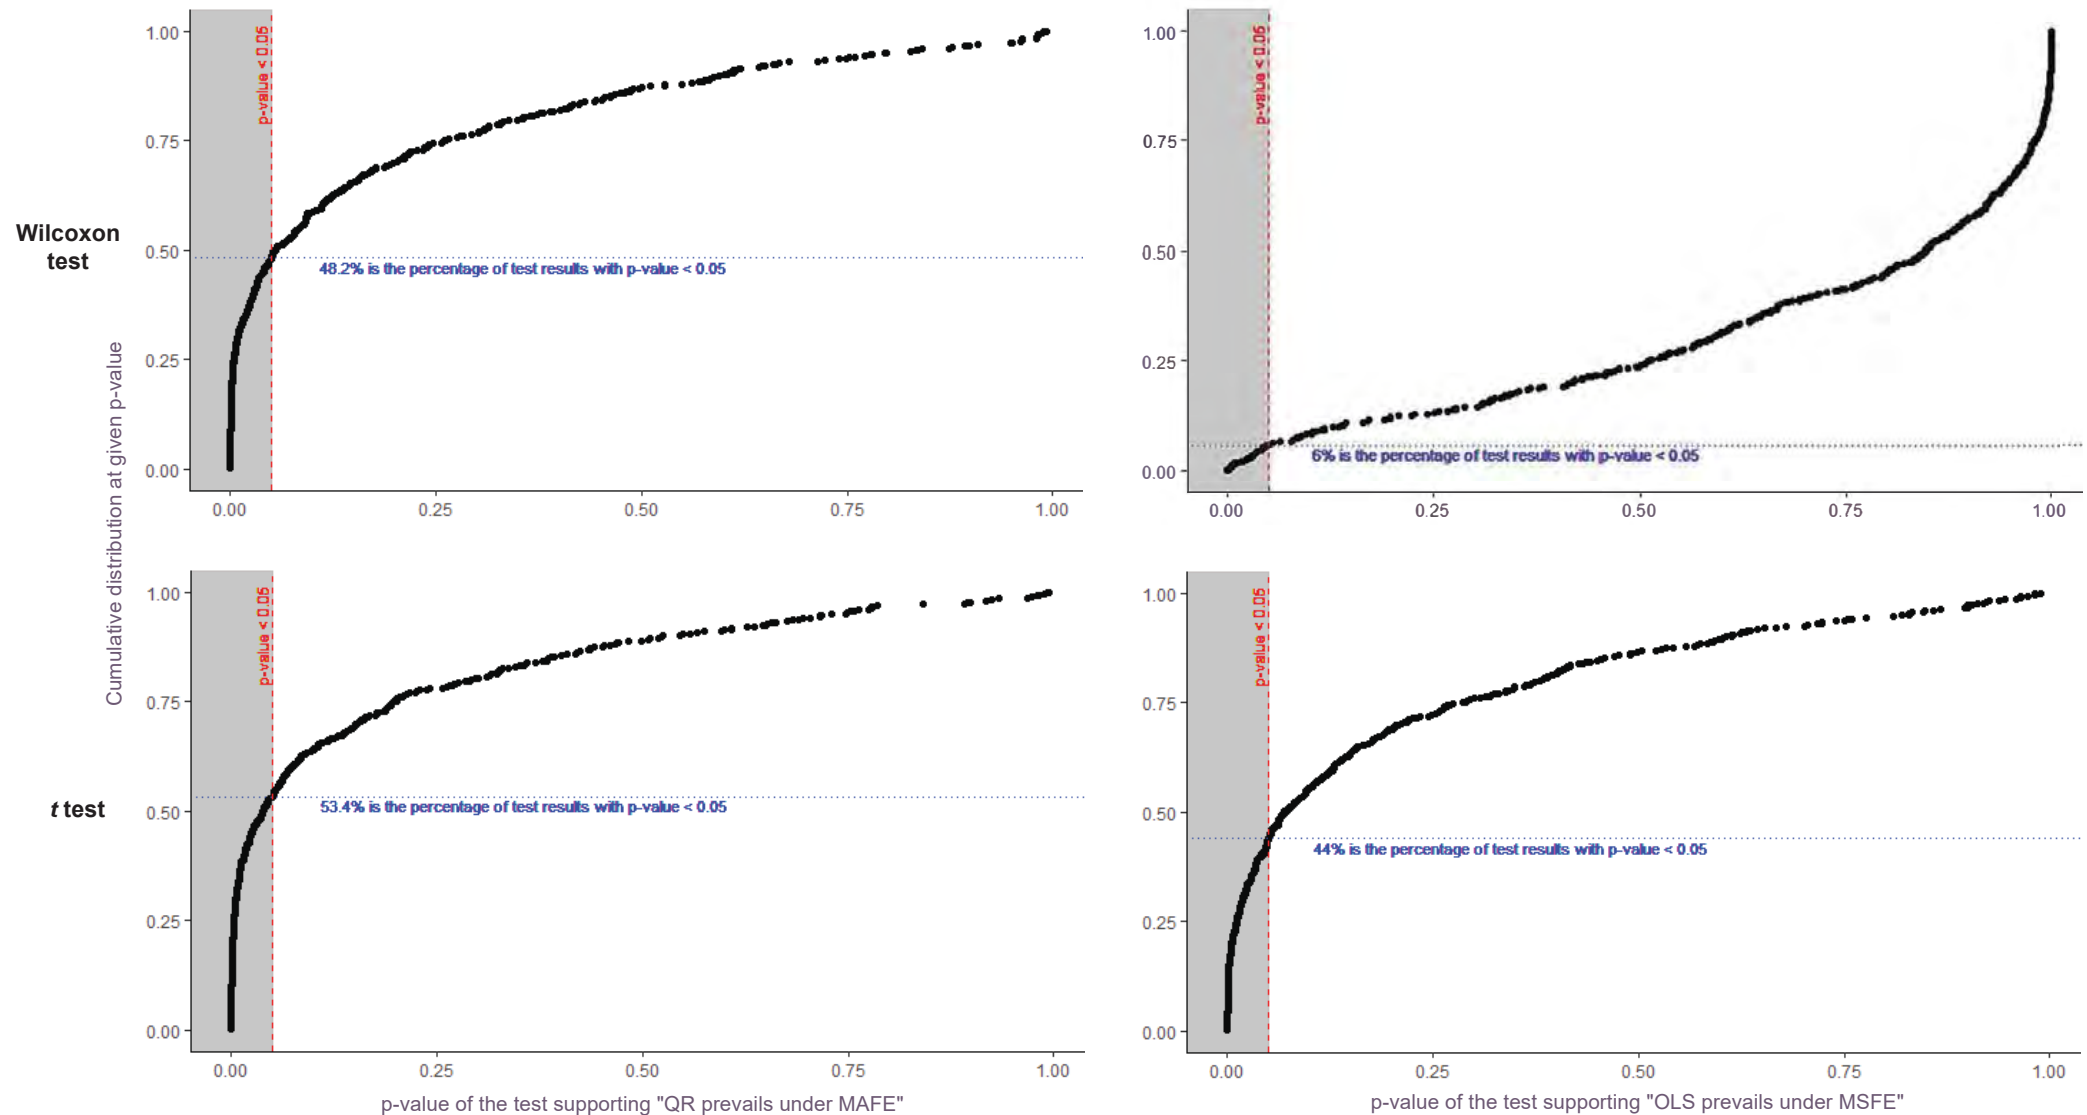 Wilcoxon
test
t test
Cumulative distribution at given p-value
1.00
0.75
0.50
0.25
0.00
p-value < 0.05
48.2% is the percentage of test results with p-value < 0.05
0.00 0.25 0.50 0.75 1.00
1.00
0.75
0.50
0.25
0.00
p-value < 0.05
6% is the percentage of test results with p-value < 0.05
0.00 0.25 0.50 0.75 1.00
1.00
0.75
0.50
0.25
0.00
p-value < 0.05
53.4% is the percentage of test results with p-value < 0.05
0.00 0.25 0.50 0.75 1.00
p-value of the test supporting "QR prevails under MAFE"
1.00
0.75
0.50
0.25
0.00
p-value < 0.05
44% is the percentage of test results with p-value < 0.05
0.00 0.25 0.50 0.75 1.00
p-value of the test supporting "OLS prevails under MSFE"